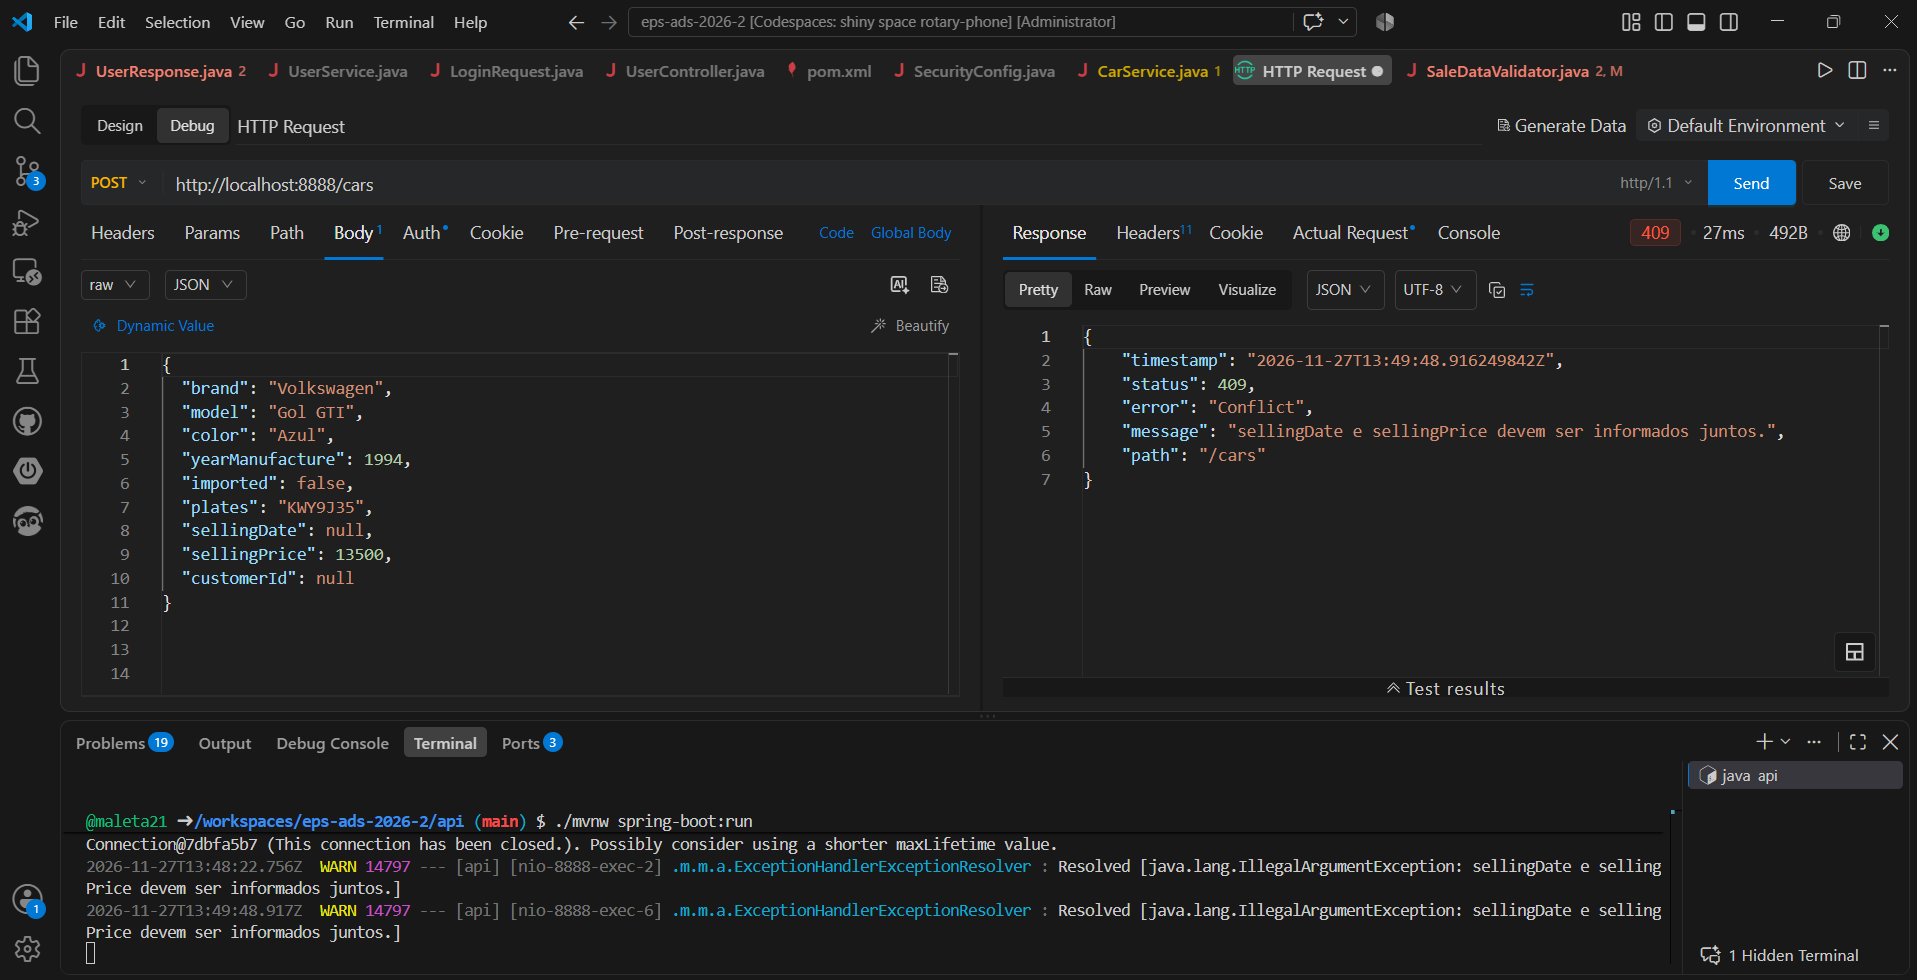 File Edit Selection View Go Run Terminal Help
eps-ads-2026-2 [Codespaces: shiny space rotary-phone] [Administrator]
UserResponse.java 2 UserService.java LoginRequest.java UserController.java pom.xml SecurityConfig.java CarService.java 1 HTTP HTTP Request SaleDataValidator.java 2, M
Design Debug HTTP Request
Generate Data Default Environment
POST http://localhost:8888/cars http/1.1 Send Save
Headers Params Path Body 1 Auth Cookie Pre-request Post-response Code Global Body
raw JSON
AI
Dynamic Value Beautify
1 {
2 "brand": "Volkswagen",
3 "model": "Gol GTI",
4 "color": "Azul",
5 "yearManufacture": 1994,
6 "imported": false,
7 "plates": "KWY9J35",
8 "sellingDate": null,
9 "sellingPrice": 13500,
10 "customerId": null
11 }
12
13
14
Response Headers 11 Cookie Actual Request Console 409 27ms 492B
Pretty Raw Preview Visualize JSON UTF-8
1 {
2 "timestamp": "2026-11-27T13:49:48.916249842Z",
3 "status": 409,
4 "error": "Conflict",
5 "message": "sellingDate e sellingPrice devem ser informados juntos.",
6 "path": "/cars"
7 }
Test results
3
1
Problems 19 Output Debug Console Terminal Ports 3
java api
@maleta21 ➜/workspaces/eps-ads-2026-2/api (main) $ ./mvnw spring-boot:run
Connection@7dbfa5b7 (This connection has been closed.). Possibly consider using a shorter maxLifetime value.
2026-11-27T13:48:22.756Z WARN 14797 --- [api] [nio-8888-exec-2] .m.m.a.ExceptionHandlerExceptionResolver : Resolved [java.lang.IllegalArgumentException: sellingDate e selling
Price devem ser informados juntos.]
2026-11-27T13:49:48.917Z WARN 14797 --- [api] [nio-8888-exec-6] .m.m.a.ExceptionHandlerExceptionResolver : Resolved [java.lang.IllegalArgumentException: sellingDate e selling
Price devem ser informados juntos.]
1 Hidden Terminal